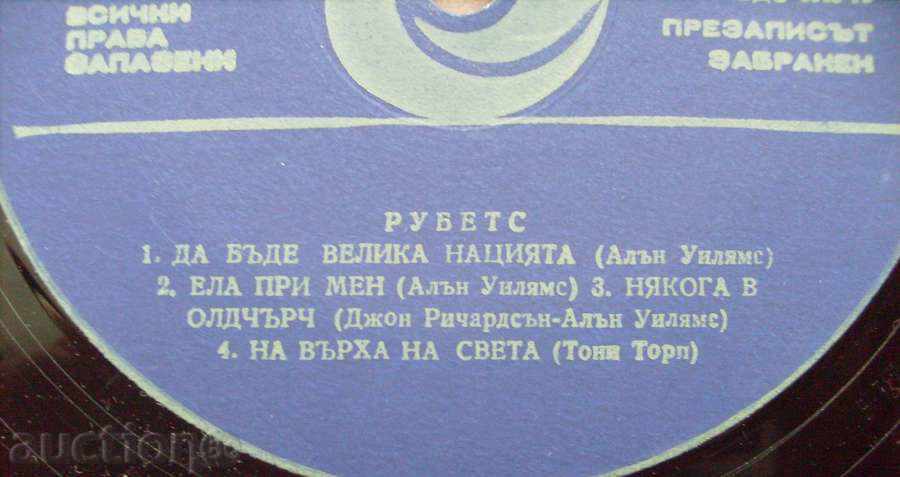 ВСИЧКИ
ПРАВА
ЗАПАЗЕНИ
ПРЕЗАПИСЪТ
ЗАБРАНЕН
РУБЕТС
1. ДА БЪДЕ ВЕЛИКА НАЦИЯТА (Алън Уилямс)
2. ЕЛА ПРИ МЕН (Алън Уилямс) 3. НЯКОГА В
ОЛДЧЪРЧ (Джон Ричардсън-Алън Уилямс)
4. НА ВЪРХА НА СВЕТА (Тони Торп)
auction